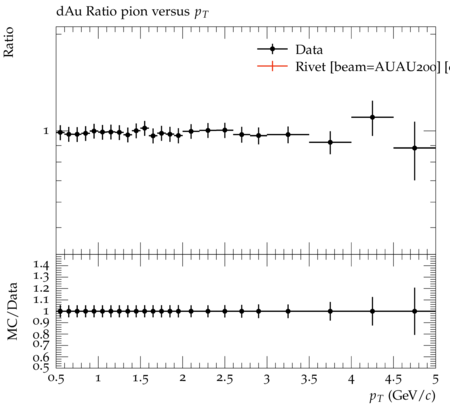 dAu Ratio pion versus p_T
Ratio
Data
Rivet [beam=AUAU200] [
1
MC/Data
1.4
1.3
1.2
1.1
1
0.9
0.8
0.7
0.6
0.5
0.5 1 1.5 2 2.5 3 3.5 4 4.5 5
p_T (GeV/c)